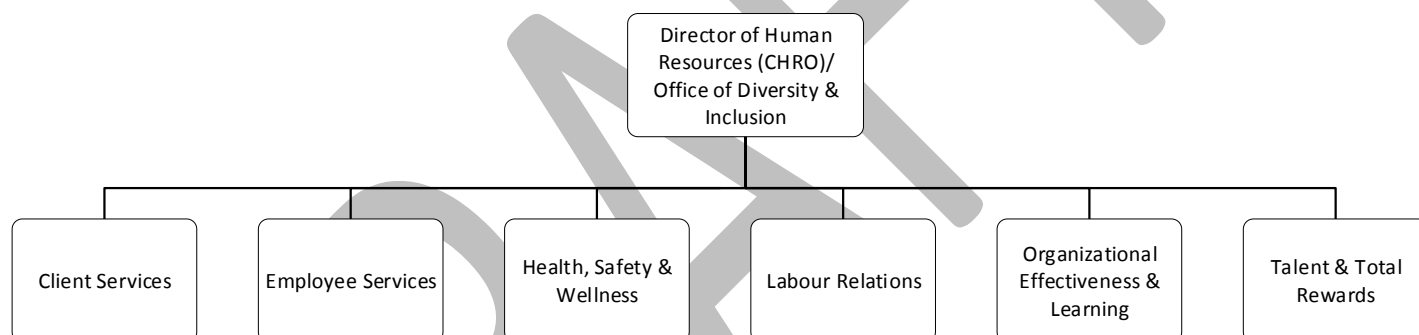 Director of Human
Resources (CHRO)/
Office of Diversity &
Inclusion
Client Services
Employee Services
Health, Safety &
Wellness
Labour Relations
Organizational
Effectiveness &
Learning
Talent & Total
Rewards